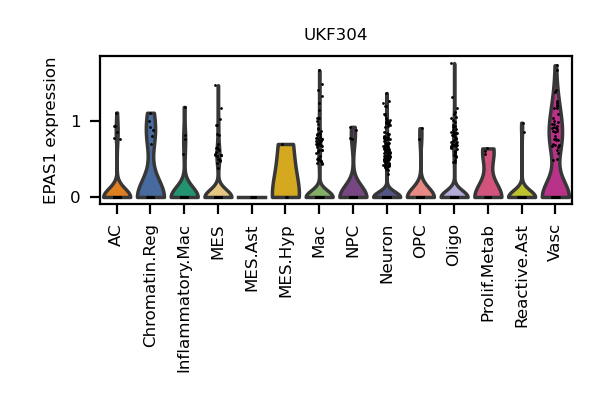 UKF304
EPAS1 expression
1
0
AC
Chromatin.Reg
Inflammatory.Mac
MES
MES.Ast
MES.Hyp
Mac
NPC
Neuron
OPC
Oligo
Prolif.Metab
Reactive.Ast
Vasc